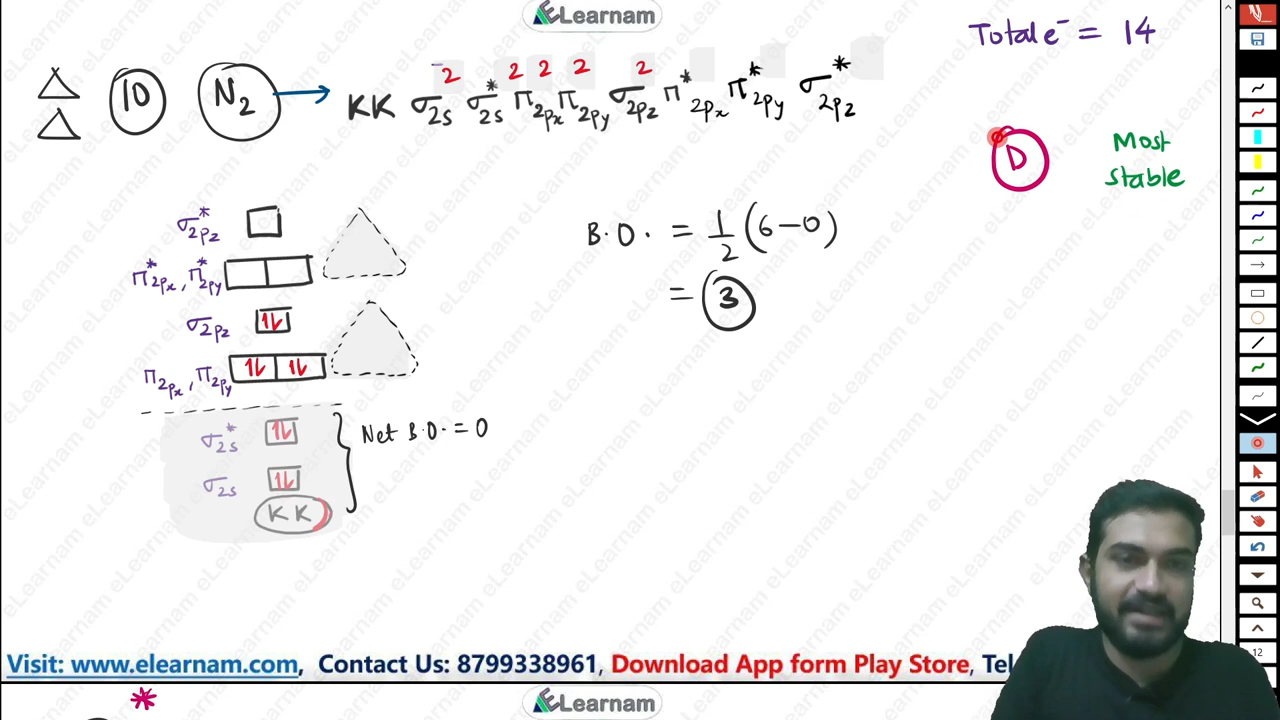 ELearnam
Total e⁻ = 14
10 N₂ → KK σ2s² σ*2s² π2px² π2py² σ2pz² π*2px π*2py σ*2pz
D Most stable
σ*2pz
π*2px, π*2py
σ2pz ⥮
π2px, π2py ⥮ ⥮
σ*2s ⥮
σ2s ⥮
KK
Net B.O. = 0
B.O. = 1/2 (6-0)
= 3
Visit: www.elearnam.com, Contact Us: 8799338961, Download App form Play Store, Tel
12
*
ELearnam